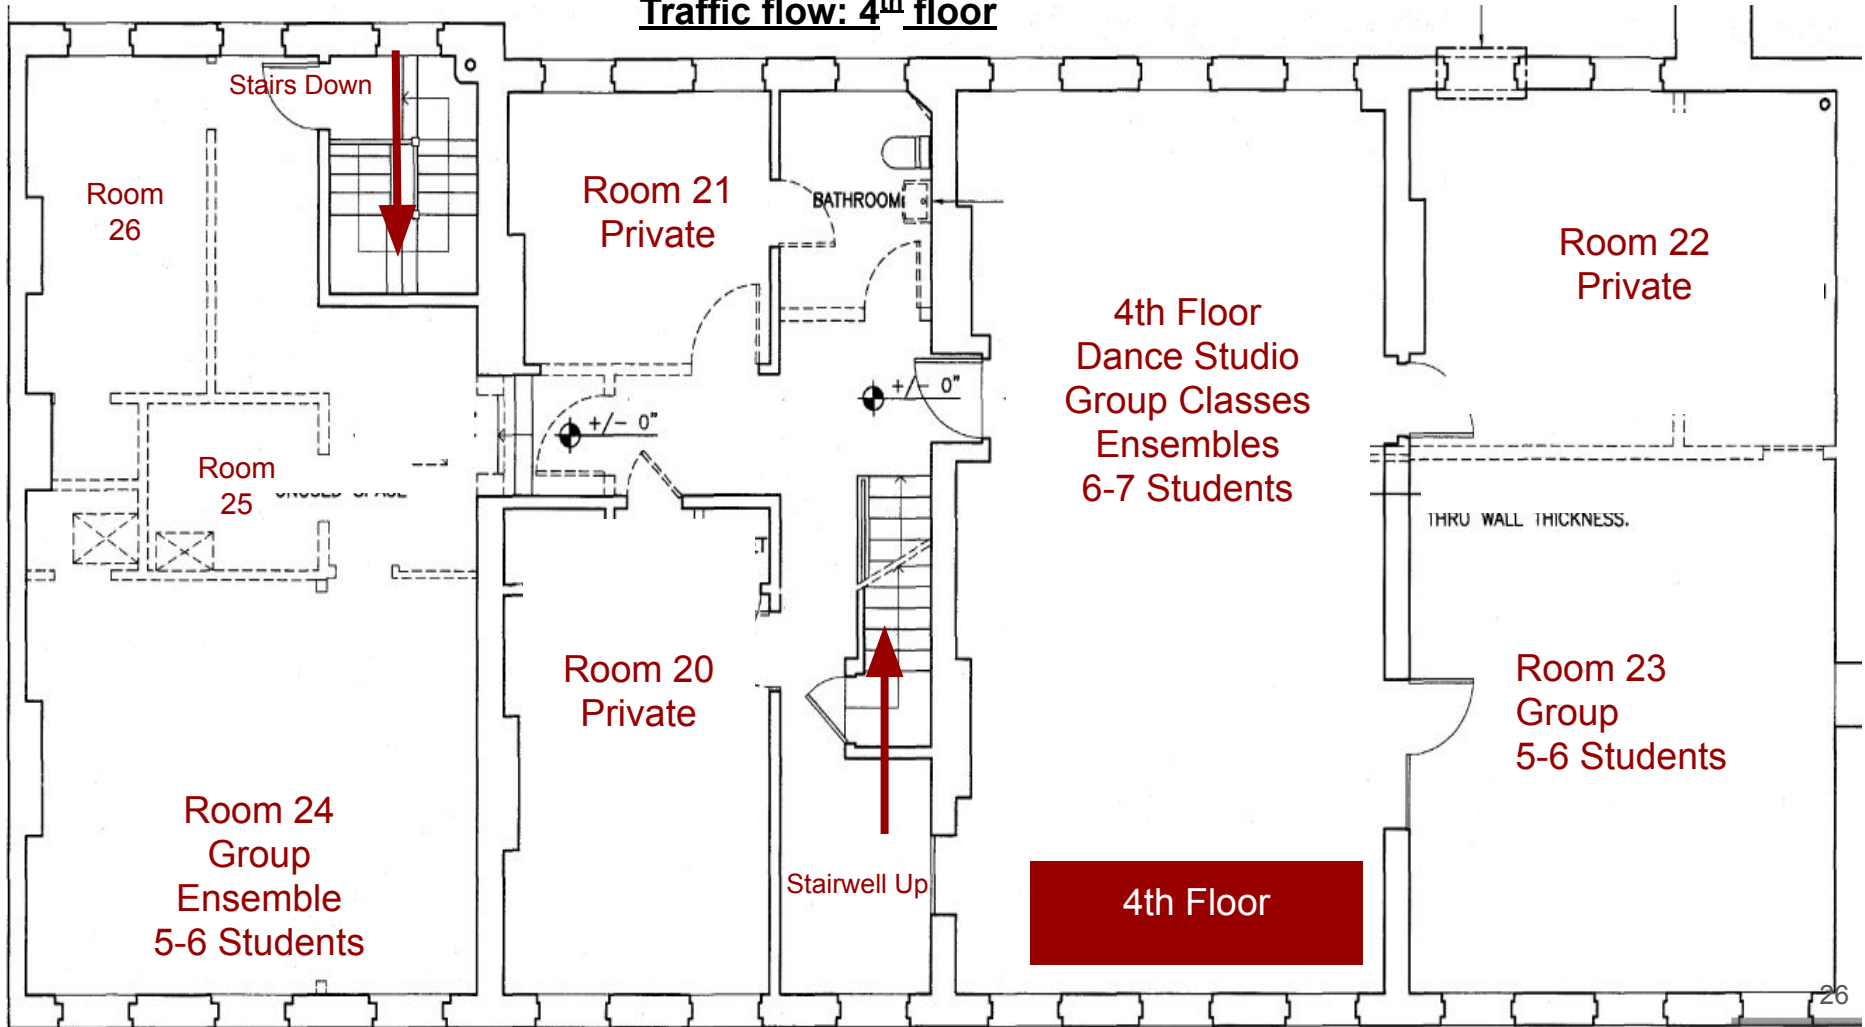 Traffic flow: 4th floor
Stairs Down
Room
26
Room 21
Private
BATHROOM
Room 22
Private
4th Floor
Dance Studio
Group Classes
Ensembles
6-7 Students
+/- 0"
+/- 0"
Room
25
UNUSED SPACE
THRU WALL THICKNESS.
Room 20
Private
Room 23
Group
5-6 Students
Room 24
Group
Ensemble
5-6 Students
Stairwell Up
4th Floor
26